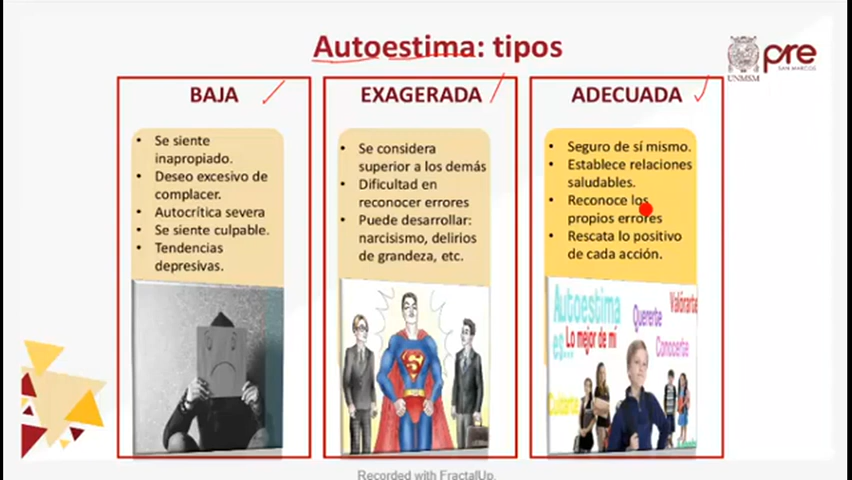 Autoestima: tipos
UNMSM
pre
SAN MARCOS
BAJA
• Se siente
inapropiado.
• Deseo excesivo de
complacer.
• Autocrítica severa
• Se siente culpable.
• Tendencias
depresivas.
EXAGERADA
• Se considera
superior a los demás
• Dificultad en
reconocer errores
• Puede desarrollar:
narcisismo, delirios
de grandeza, etc.
ADECUADA
• Seguro de sí mismo.
• Establece relaciones
saludables.
• Reconoce los
propios errores
• Rescata lo positivo
de cada acción.
Autoestima
es...
Lo mejor de mí
Quererte
Valorarte
Conocerte
Cuidarte
Recorded with FractalUp.